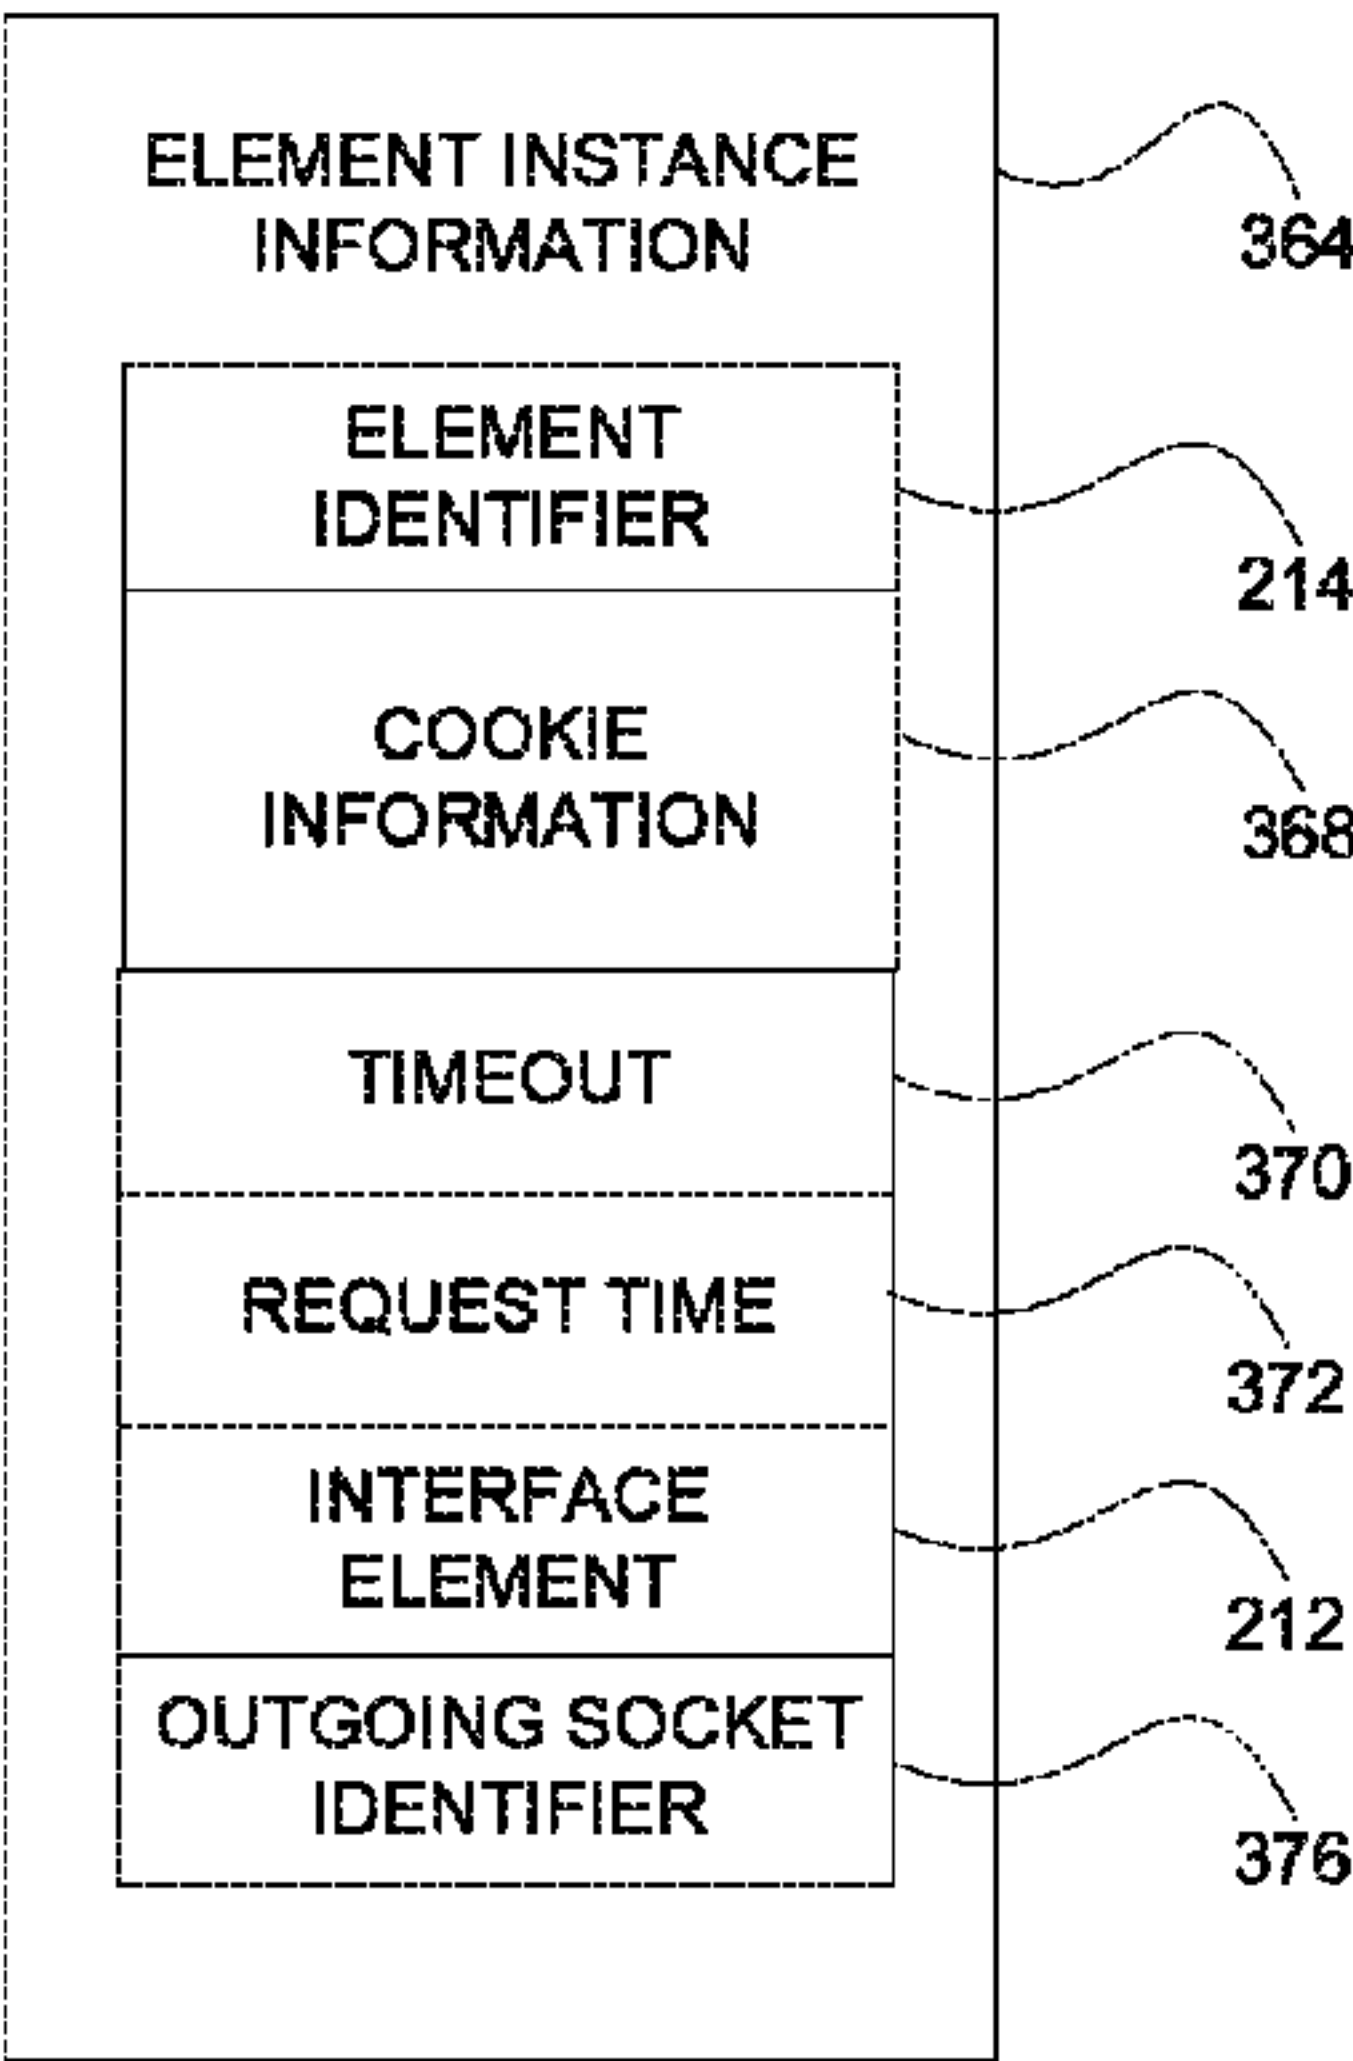 ELEMENT INSTANCE
INFORMATION
364
ELEMENT
IDENTIFIER
214
COOKIE
INFORMATION
368
TIMEOUT
370
REQUEST TIME
372
INTERFACE
ELEMENT
212
OUTGOING SOCKET
IDENTIFIER
376